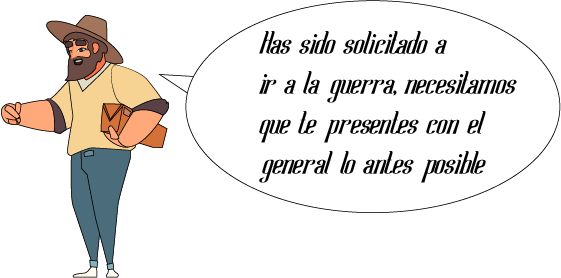 Has sido solicitado a
ir a la guerra, necesitamos
que te presentes con el
general lo antes posible